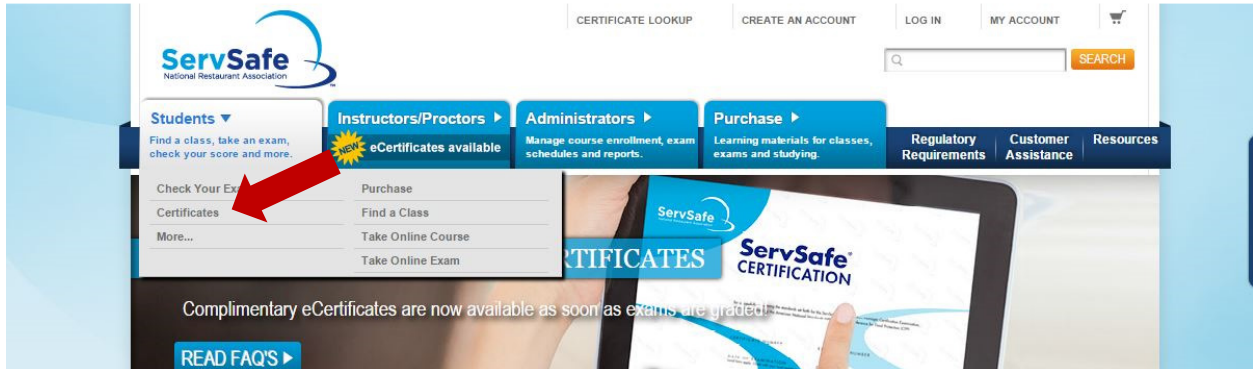 CERTIFICATE LOOKUP
CREATE AN ACCOUNT
LOG IN
MY ACCOUNT
ServSafe
National Restaurant Association
SEARCH
Students ▼
Find a class, take an exam,
check your score and more.
Instructors/Proctors ▶
NEW eCertificates available
Administrators ▶
Manage course enrollment, exam
schedules and reports.
Purchase ▶
Learning materials for classes,
exams and studying.
Regulatory
Requirements
Customer
Assistance
Resources
Check Your
Certificates
More...
Purchase
Find a Class
Take Online Course
Take Online Exam
TIFICATES
ServSafe
ServSafe®
CERTIFICATION
Complimentary eCertificates are now available as soon as exams are graded!
READ FAQ'S ▶